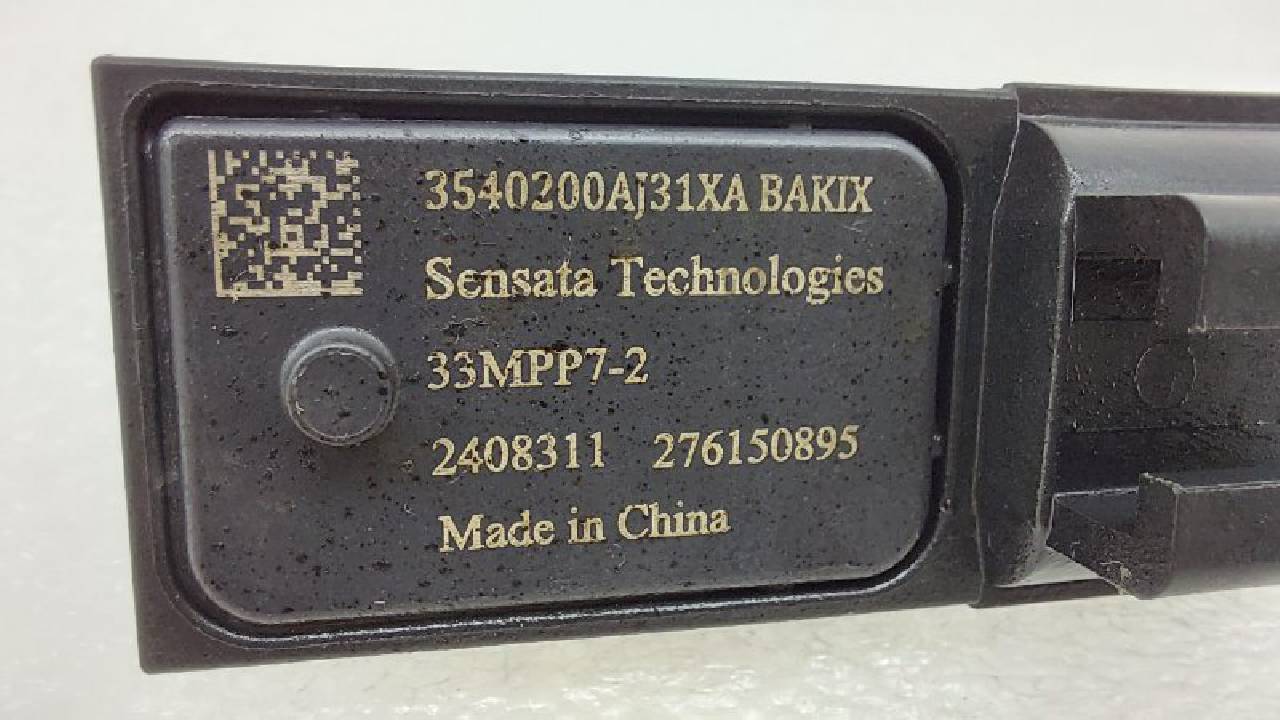 3540200AJ31XA BAKIX
Sensata Technologies
33MPP7-2
2408311 276150895
Made in China